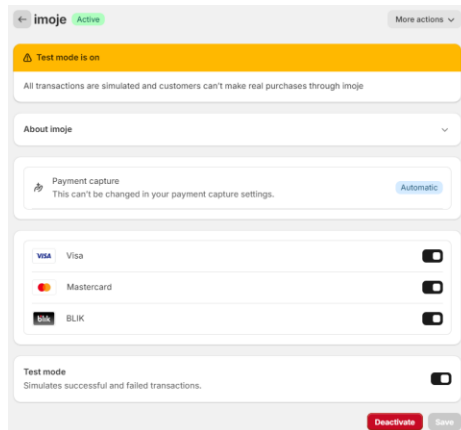 imoje Active More actions
Test mode is on
All transactions are simulated and customers can't make real purchases through imoje
About imoje
Payment capture
This can't be changed in your payment capture settings. Automatic
VISA Visa
Mastercard
blik BLIK
Test mode
Simulates successful and failed transactions.
Deactivate Save